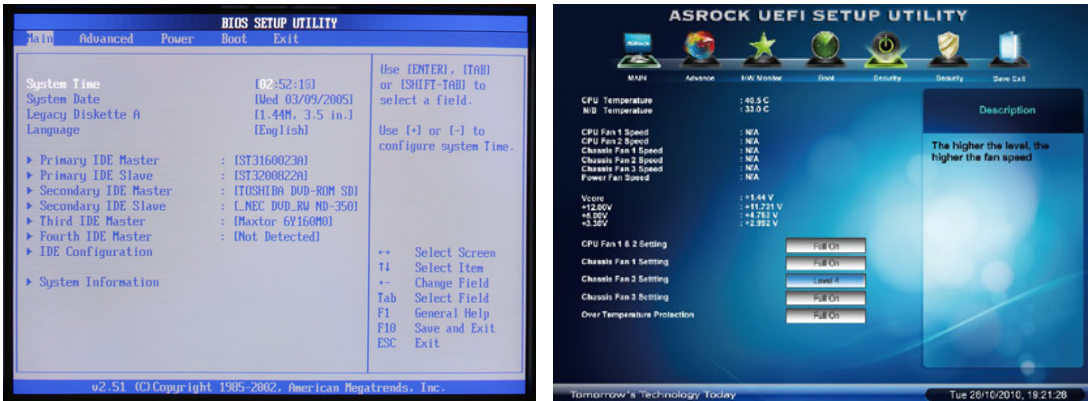 BIOS SETUP UTILITY
Main Advanced Power Boot Exit
System Time [02:52:16]
System Date [Wed 03/09/2005]
Legacy Diskette A [1.44M, 3.5 in.]
Language [English]
Primary IDE Master : [ST3160023A]
Primary IDE Slave : [ST3200822A]
Secondary IDE Master : [TOSHIBA DVD-ROM SD]
Secondary IDE Slave : [_NEC DVD_RW ND-350]
Third IDE Master : [Maxtor 6Y160M0]
Fourth IDE Master : [Not Detected]
IDE Configuration
System Information
Use [ENTER], [TAB]
or [SHIFT-TAB] to
select a field.
Use [+] or [-] to
configure system Time.
↔ Select Screen
↑↓ Select Item
+- Change Field
Tab Select Field
F1 General Help
F10 Save and Exit
ESC Exit
v2.51 (C)Copyright 1985-2002, American Megatrends, Inc.
ASROCK UEFI SETUP UTILITY
ASRock
MAIN Advance HW Monitor Boot Security Security Save Exit
CPU Temperature : 40.5 C
N/B Temperature : 33.0 C
CPU Fan 1 Speed : N/A
CPU Fan 2 Speed : N/A
Chassis Fan 1 Speed : N/A
Chassis Fan 2 Speed : N/A
Chassis Fan 3 Speed : N/A
Power Fan Speed : N/A
Vcore : +1.44 V
+12.00V : +11.721 V
+5.00V : +4.752 V
+3.30V : +2.992 V
CPU Fan 1 & 2 Setting Full On
Chassis Fan 1 Settting Full On
Chassis Fan 2 Settting Level 4
Chassis Fan 3 Settting Full On
Over Temperature Protection Full On
Description
The higher the level, the
higher the fan speed
Tomorrow's Technology Today
Tue 26/10/2010, 19:21:28